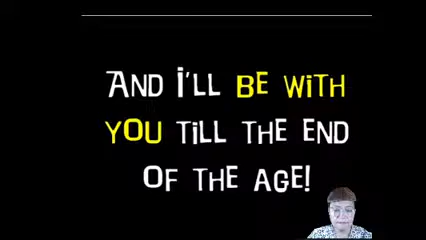 AND I'LL BE WITH
YOU TILL THE END
OF THE AGE!